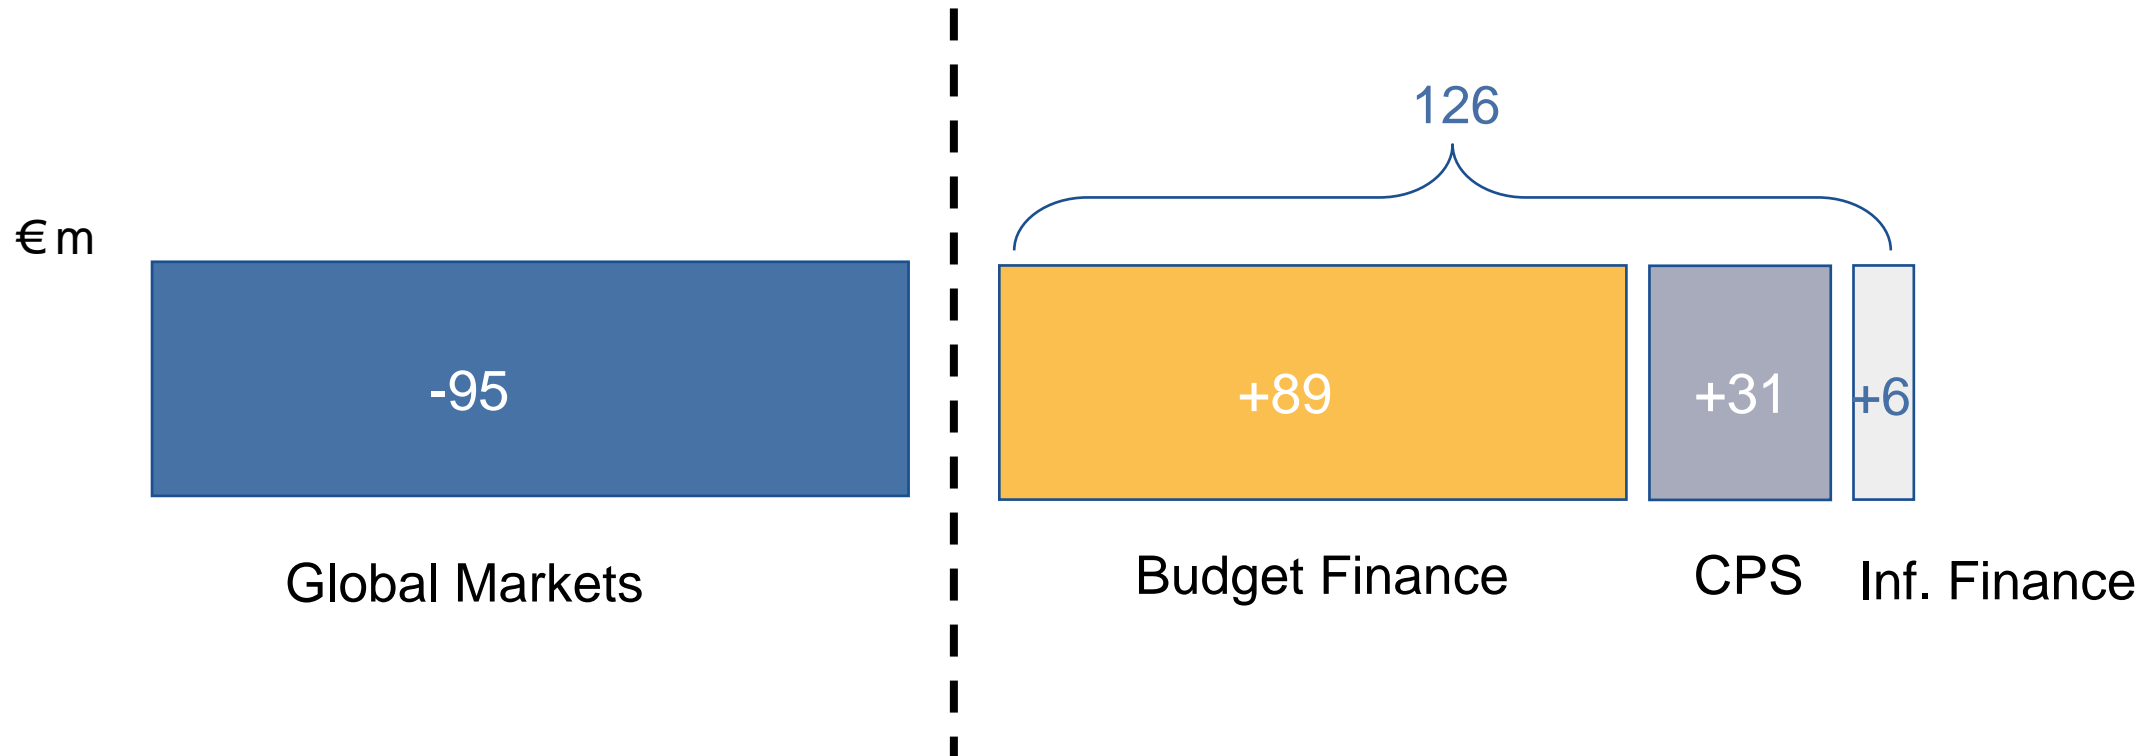 126
€m
-95
+89
+31
+6
Global Markets
Budget Finance
CPS
Inf. Finance